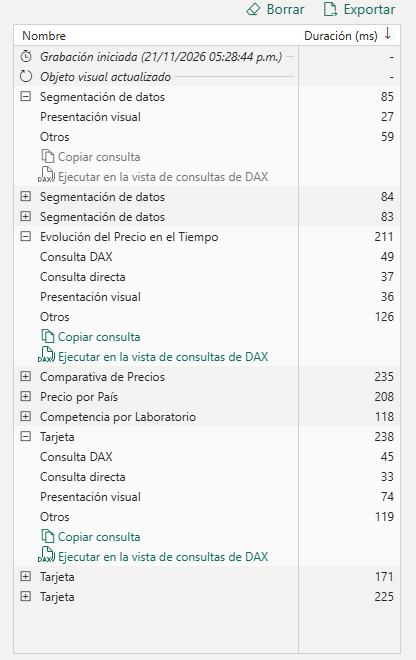 Borrar Exportar
Nombre Duración (ms) ↓
Grabación iniciada (21/11/2026 05:28:44 p.m.) -
Objeto visual actualizado -
Segmentación de datos 85
Presentación visual 27
Otros 59
Copiar consulta
DAX Ejecutar en la vista de consultas de DAX
Segmentación de datos 84
Segmentación de datos 83
Evolución del Precio en el Tiempo 211
Consulta DAX 49
Consulta directa 37
Presentación visual 36
Otros 126
Copiar consulta
DAX Ejecutar en la vista de consultas de DAX
Comparativa de Precios 235
Precio por País 208
Competencia por Laboratorio 118
Tarjeta 238
Consulta DAX 45
Consulta directa 33
Presentación visual 74
Otros 119
Copiar consulta
DAX Ejecutar en la vista de consultas de DAX
Tarjeta 171
Tarjeta 225